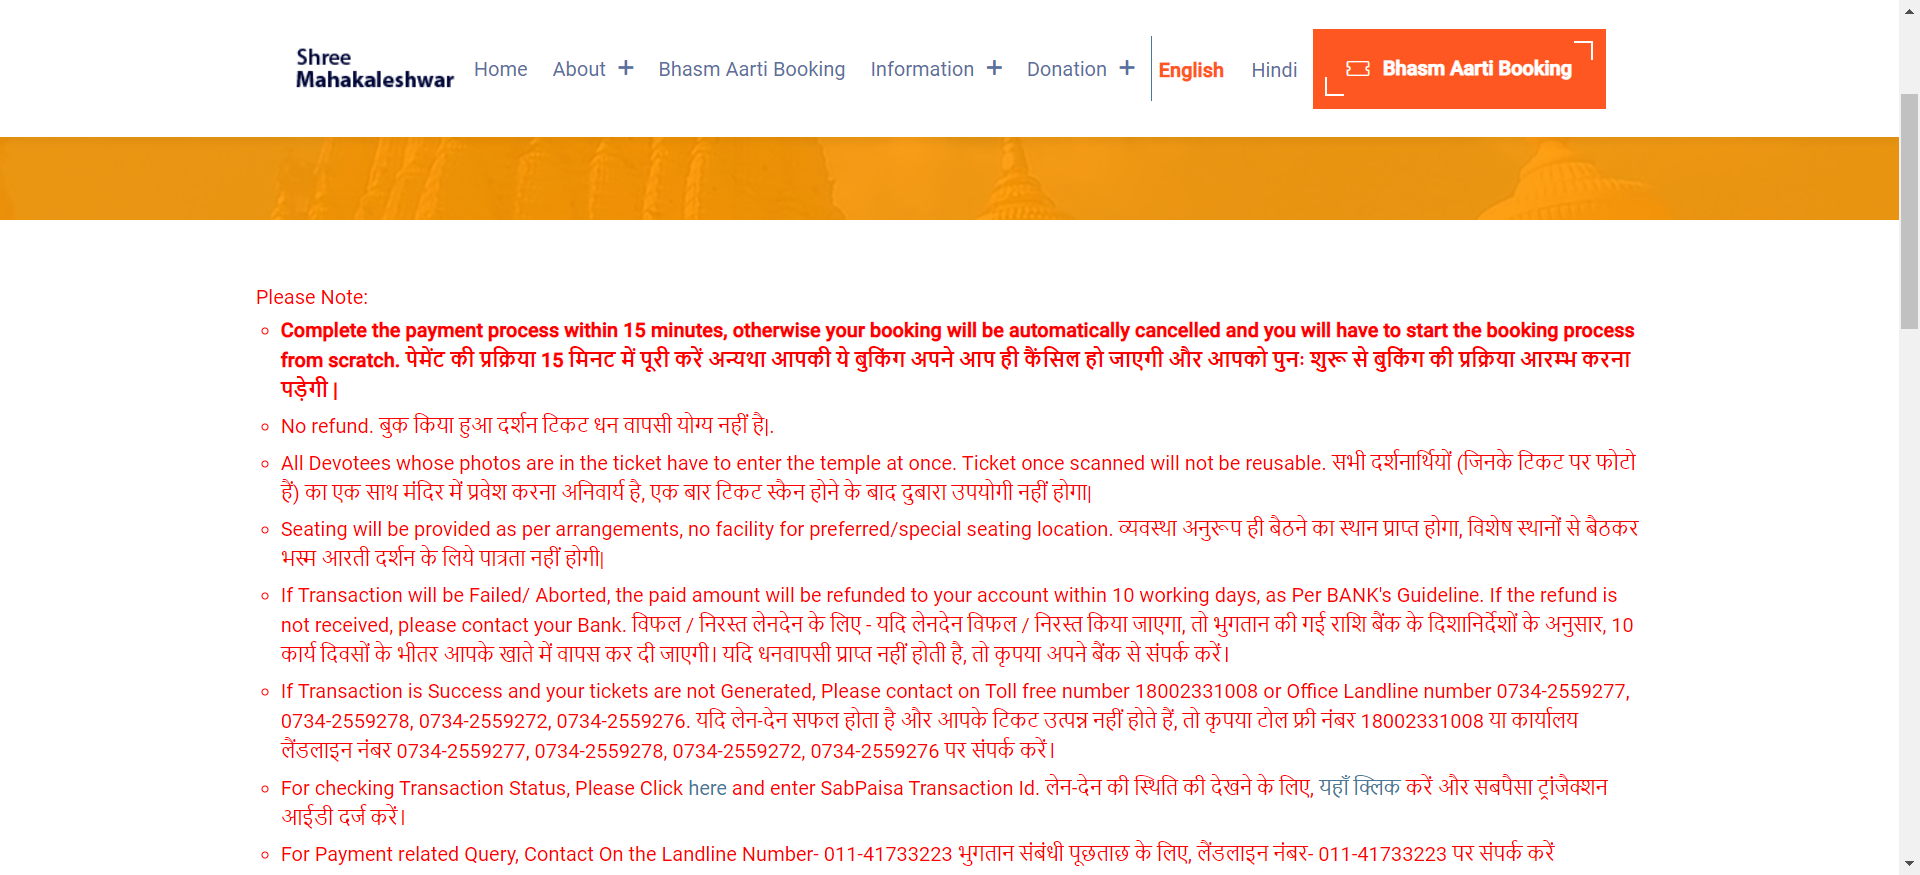 Shree
Mahakaleshwar
Home About + Bhasm Aarti Booking Information + Donation + English Hindi Bhasm Aarti Booking
Please Note:
Complete the payment process within 15 minutes, otherwise your booking will be automatically cancelled and you will have to start the booking process
from scratch. पेमेंट की प्रक्रिया 15 मिनट में पूरी करें अन्यथा आपकी ये बुकिंग अपने आप ही कैंसिल हो जाएगी और आपको पुनः शुरू से बुकिंग की प्रक्रिया आरम्भ करना
पड़ेगी |
No refund. बुक किया हुआ दर्शन टिकट धन वापसी योग्य नहीं है|.
All Devotees whose photos are in the ticket have to enter the temple at once. Ticket once scanned will not be reusable. सभी दर्शनार्थियों (जिनके टिकट पर फोटो
हैं) का एक साथ मंदिर में प्रवेश करना अनिवार्य है, एक बार टिकट स्कैन होने के बाद दुबारा उपयोगी नहीं होगा|
Seating will be provided as per arrangements, no facility for preferred/special seating location. व्यवस्था अनुरूप ही बैठने का स्थान प्राप्त होगा, विशेष स्थानों से बैठकर
भस्म आरती दर्शन के लिये पात्रता नहीं होगी|
If Transaction will be Failed/ Aborted, the paid amount will be refunded to your account within 10 working days, as Per BANK's Guideline. If the refund is
not received, please contact your Bank. विफल / निरस्त लेनदेन के लिए - यदि लेनदेन विफल / निरस्त किया जाएगा, तो भुगतान की गई राशि बैंक के दिशानिर्देशों के अनुसार, 10
कार्य दिवसों के भीतर आपके खाते में वापस कर दी जाएगी। यदि धनवापसी प्राप्त नहीं होती है, तो कृपया अपने बैंक से संपर्क करें।
If Transaction is Success and your tickets are not Generated, Please contact on Toll free number 18002331008 or Office Landline number 0734-2559277,
0734-2559278, 0734-2559272, 0734-2559276. यदि लेन-देन सफल होता है और आपके टिकट उत्पन्न नहीं होते हैं, तो कृपया टोल फ्री नंबर 18002331008 या कार्यालय
लैंडलाइन नंबर 0734-2559277, 0734-2559278, 0734-2559272, 0734-2559276 पर संपर्क करें।
For checking Transaction Status, Please Click here and enter SabPaisa Transaction Id. लेन-देन की स्थिति की देखने के लिए, यहाँ क्लिक करें और सबपैसा ट्रांजैक्शन
आईडी दर्ज करें।
For Payment related Query, Contact On the Landline Number- 011-41733223 भुगतान संबंधी पूछताछ के लिए, लैंडलाइन नंबर- 011-41733223 पर संपर्क करें